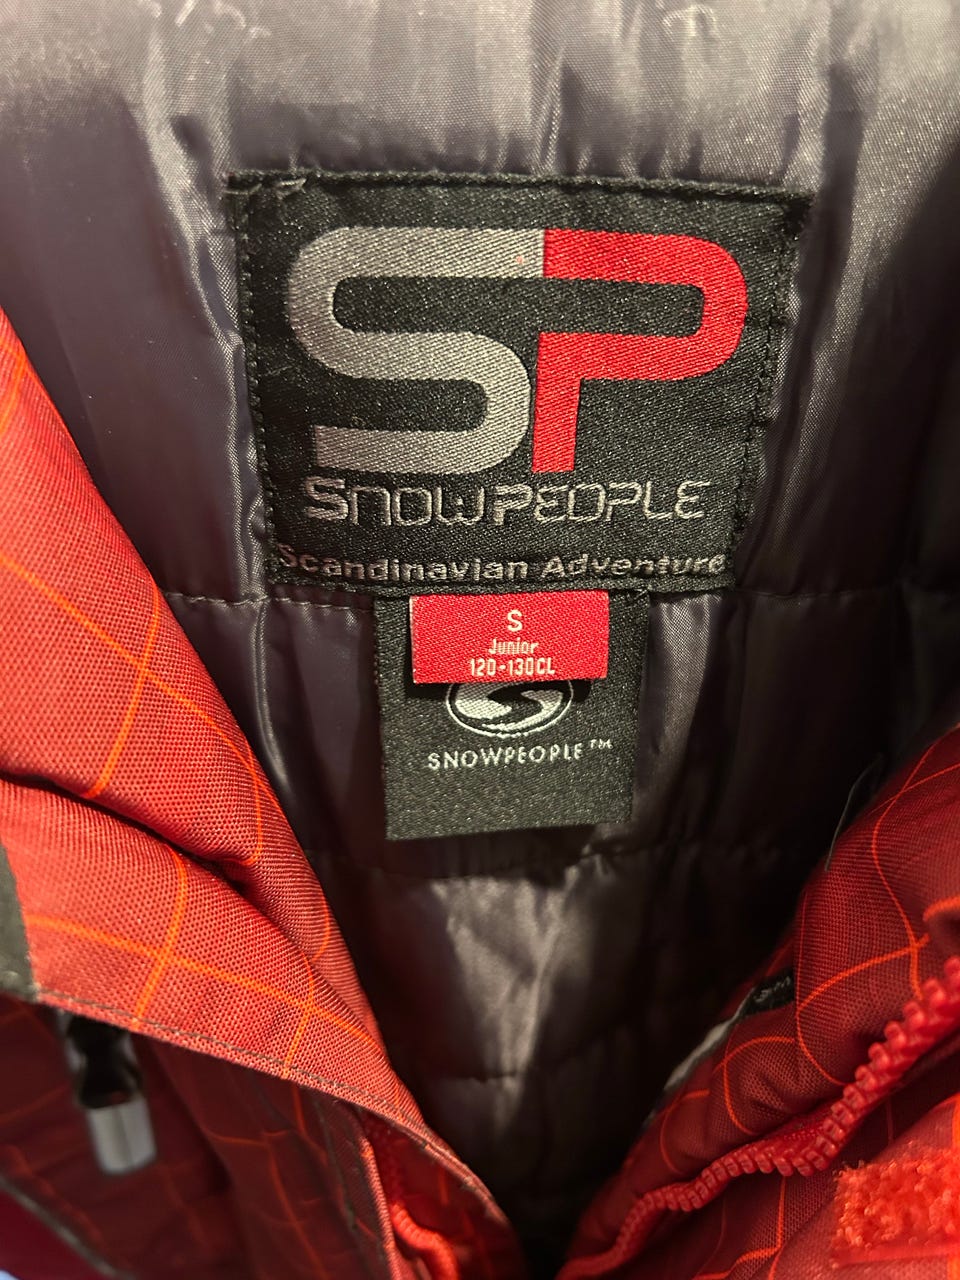 SP
SNOWPEOPLE
Scandinavian Adventure
S
Junior
120-130CL
SNOWPEOPLE™